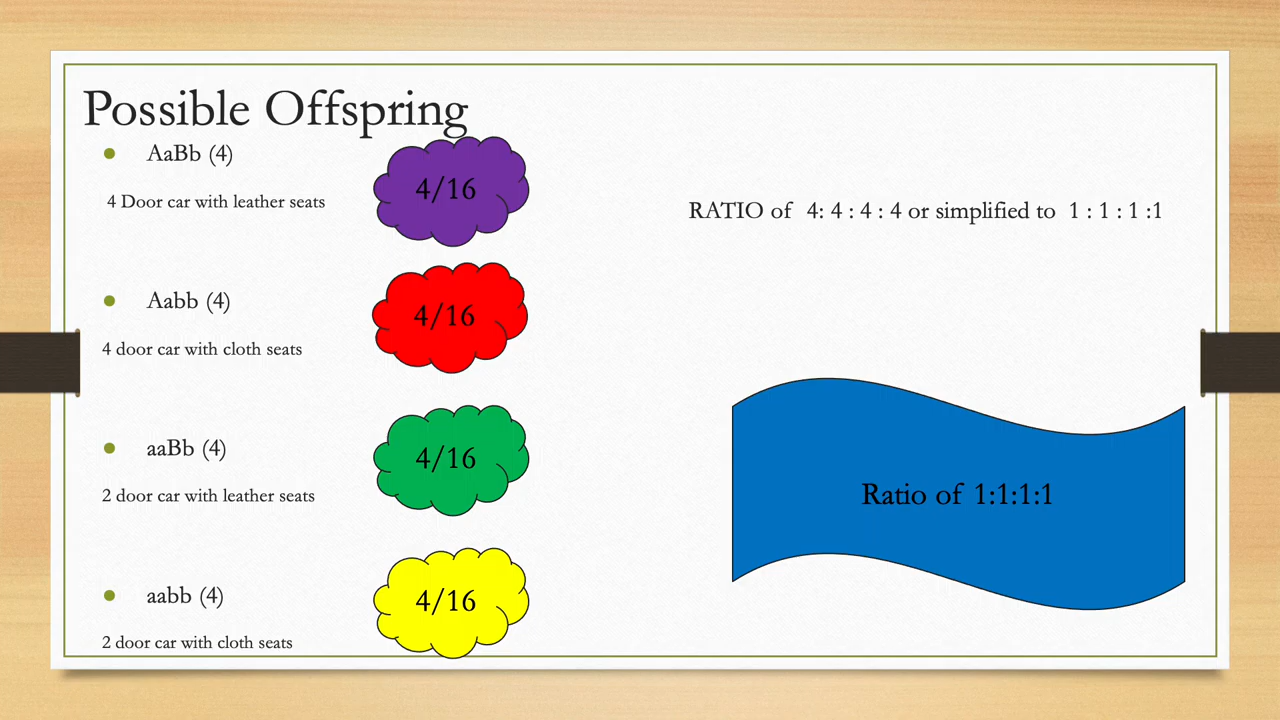 Possible Offspring
AaBb (4)
4 Door car with leather seats
4/16
Aabb (4)
4 door car with cloth seats
4/16
aaBb (4)
2 door car with leather seats
4/16
aabb (4)
2 door car with cloth seats
4/16
RATIO of 4: 4 : 4 : 4 or simplified to 1 : 1 : 1 :1
Ratio of 1:1:1:1